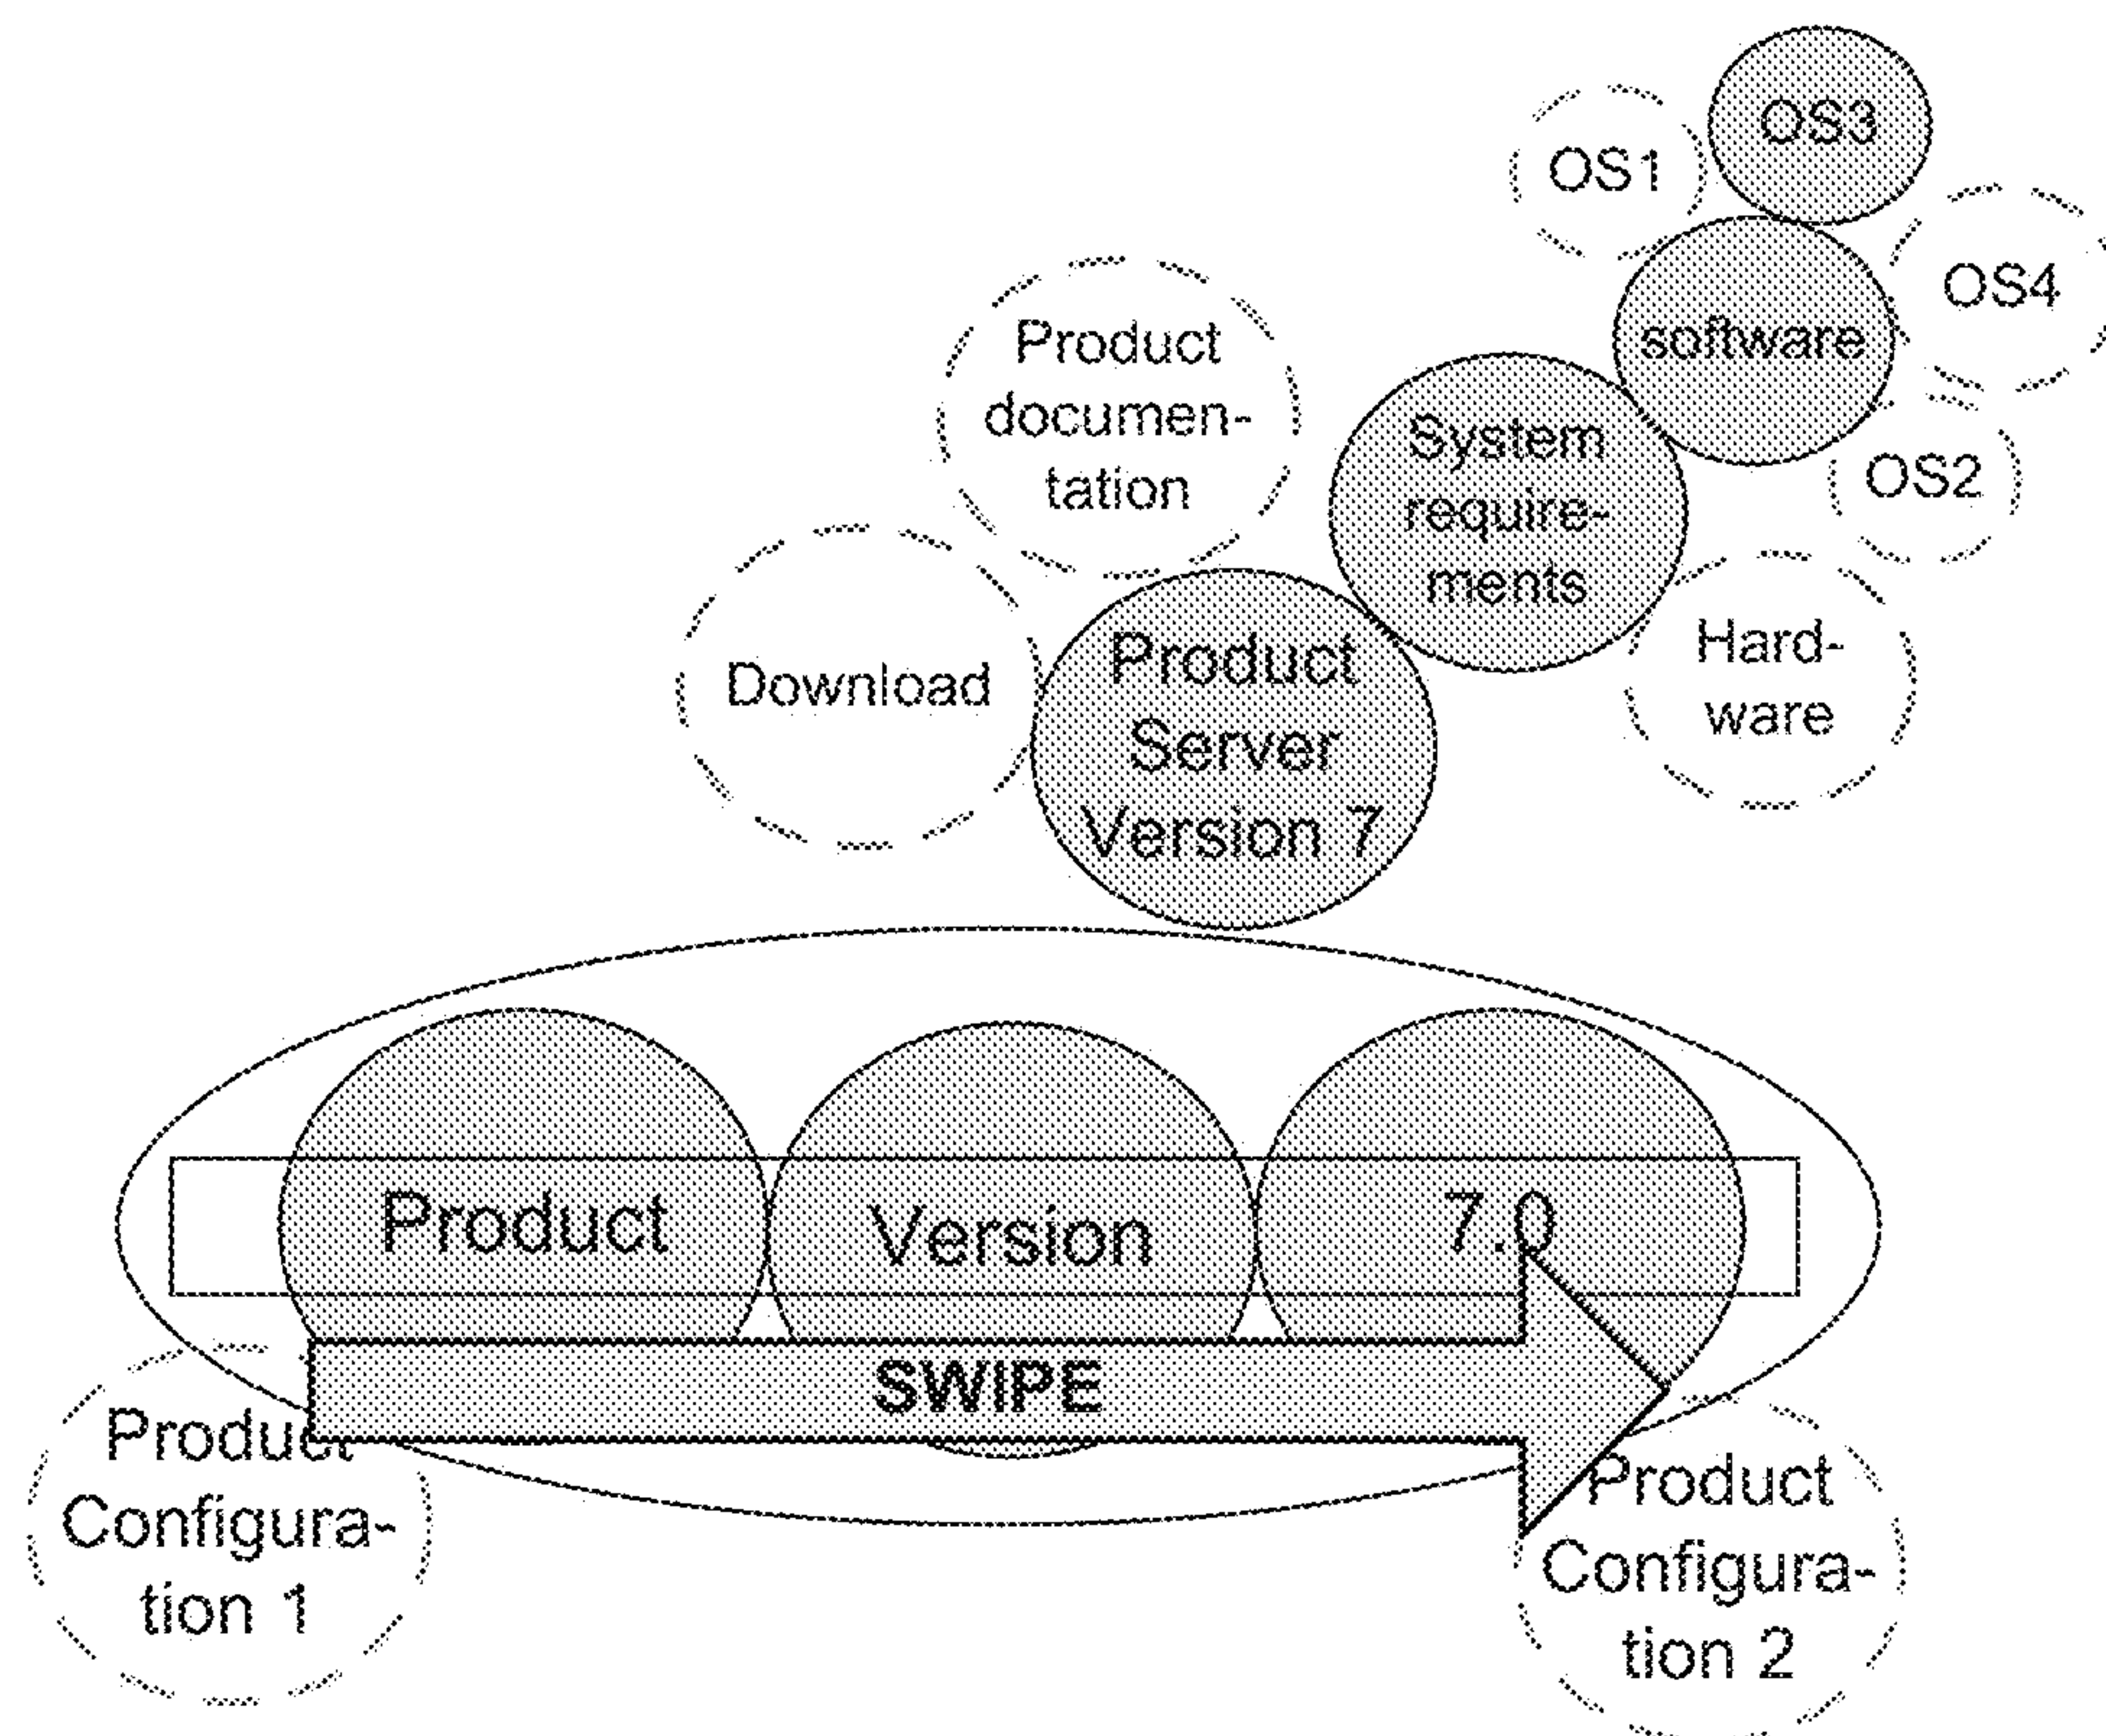 OS3
OS1
OS4
software
OS2
Product
documen-
tation
System
require-
ments
Hard-
ware
Download
Product
Server
Version 7
Product
Version
7.0
SWIPE
Product
Configura-
tion 1
Product
Configura-
tion 2